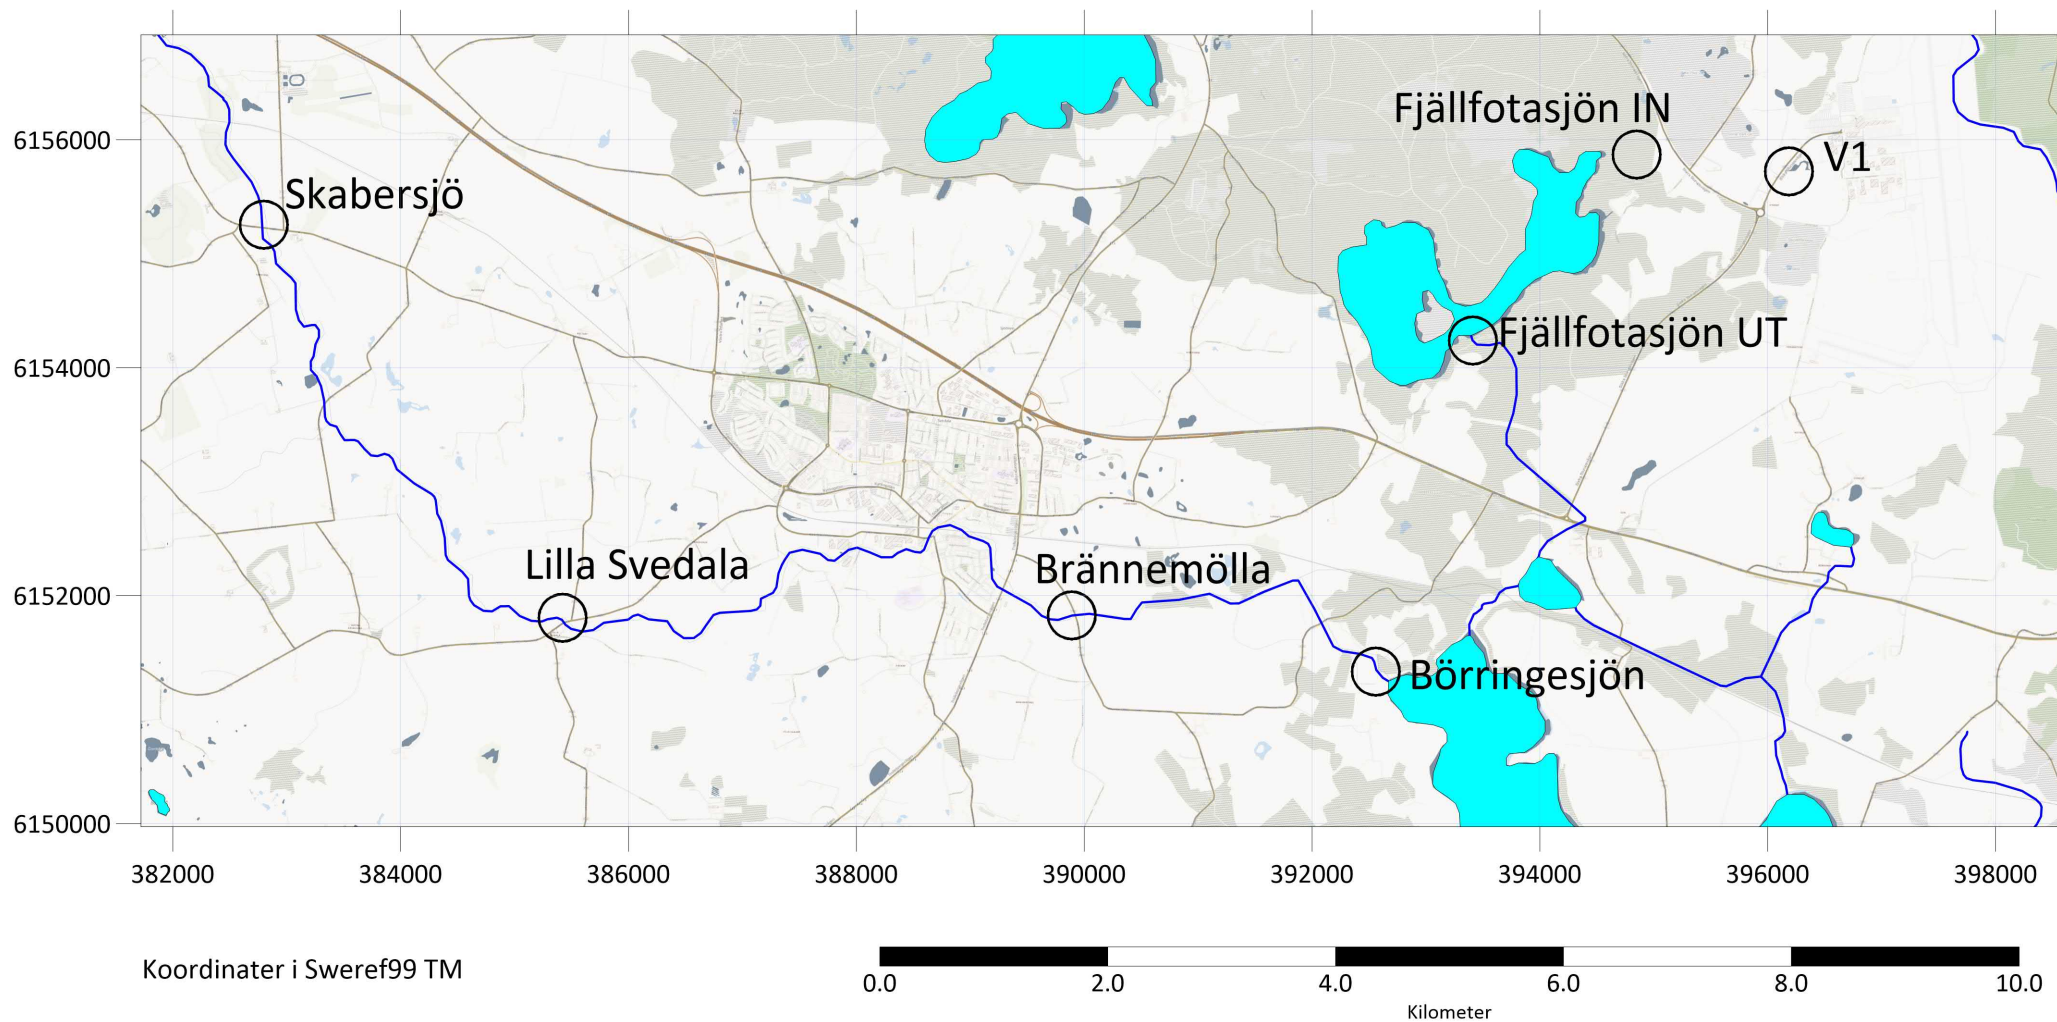 Fjällfotasjön IN
6156000
V1
Skabersjö
Fjällfotasjön UT
6154000
Lilla Svedala
Brännemölla
6152000
Börringesjön
6150000
382000 384000 386000 388000 390000 392000 394000 396000 398000
Koordinater i Sweref99 TM
0.0 2.0 4.0 6.0 8.0 10.0
Kilometer